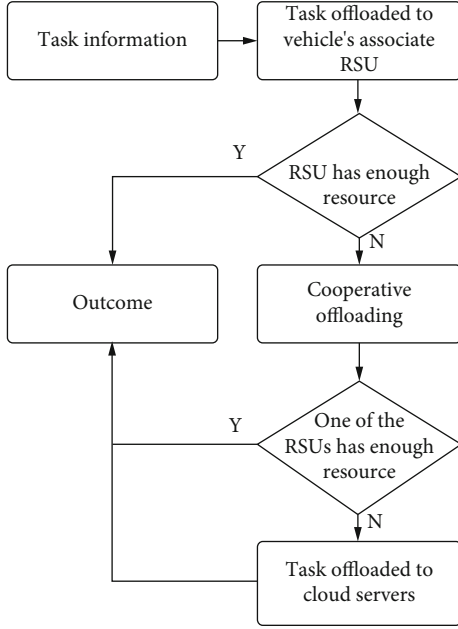 Task information
Task offloaded to
vehicle's associate
RSU
Y
RSU has enough
resource
N
Outcome
Cooperative
offloading
Y
One of the
RSUs has enough
resource
N
Task offloaded to
cloud servers